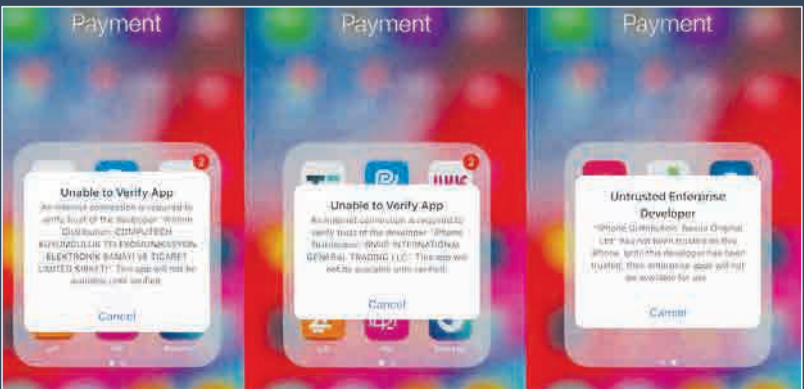 Payment
2
Unable to Verify App
An internet connection is required to
verify trust of the developer "iPhone
Distribution: COMPUTECH
ELEKTRONIK SANAYI VE TICARET
LIMITED SIRKETI". This app will not be
available until verified.
Cancel
Payment
2
Unable to Verify App
An internet connection is required to
verify trust of the developer "iPhone
Distribution: INTERNATIONAL
GENERAL TRADING LLC". This app will
not be available until verified.
Cancel
Payment
Untrusted Enterprise
Developer
"iPhone Distribution: Original
has not been trusted on this
iPhone. Until this developer has been
trusted, their enterprise apps will not
be available for use.
Cancel